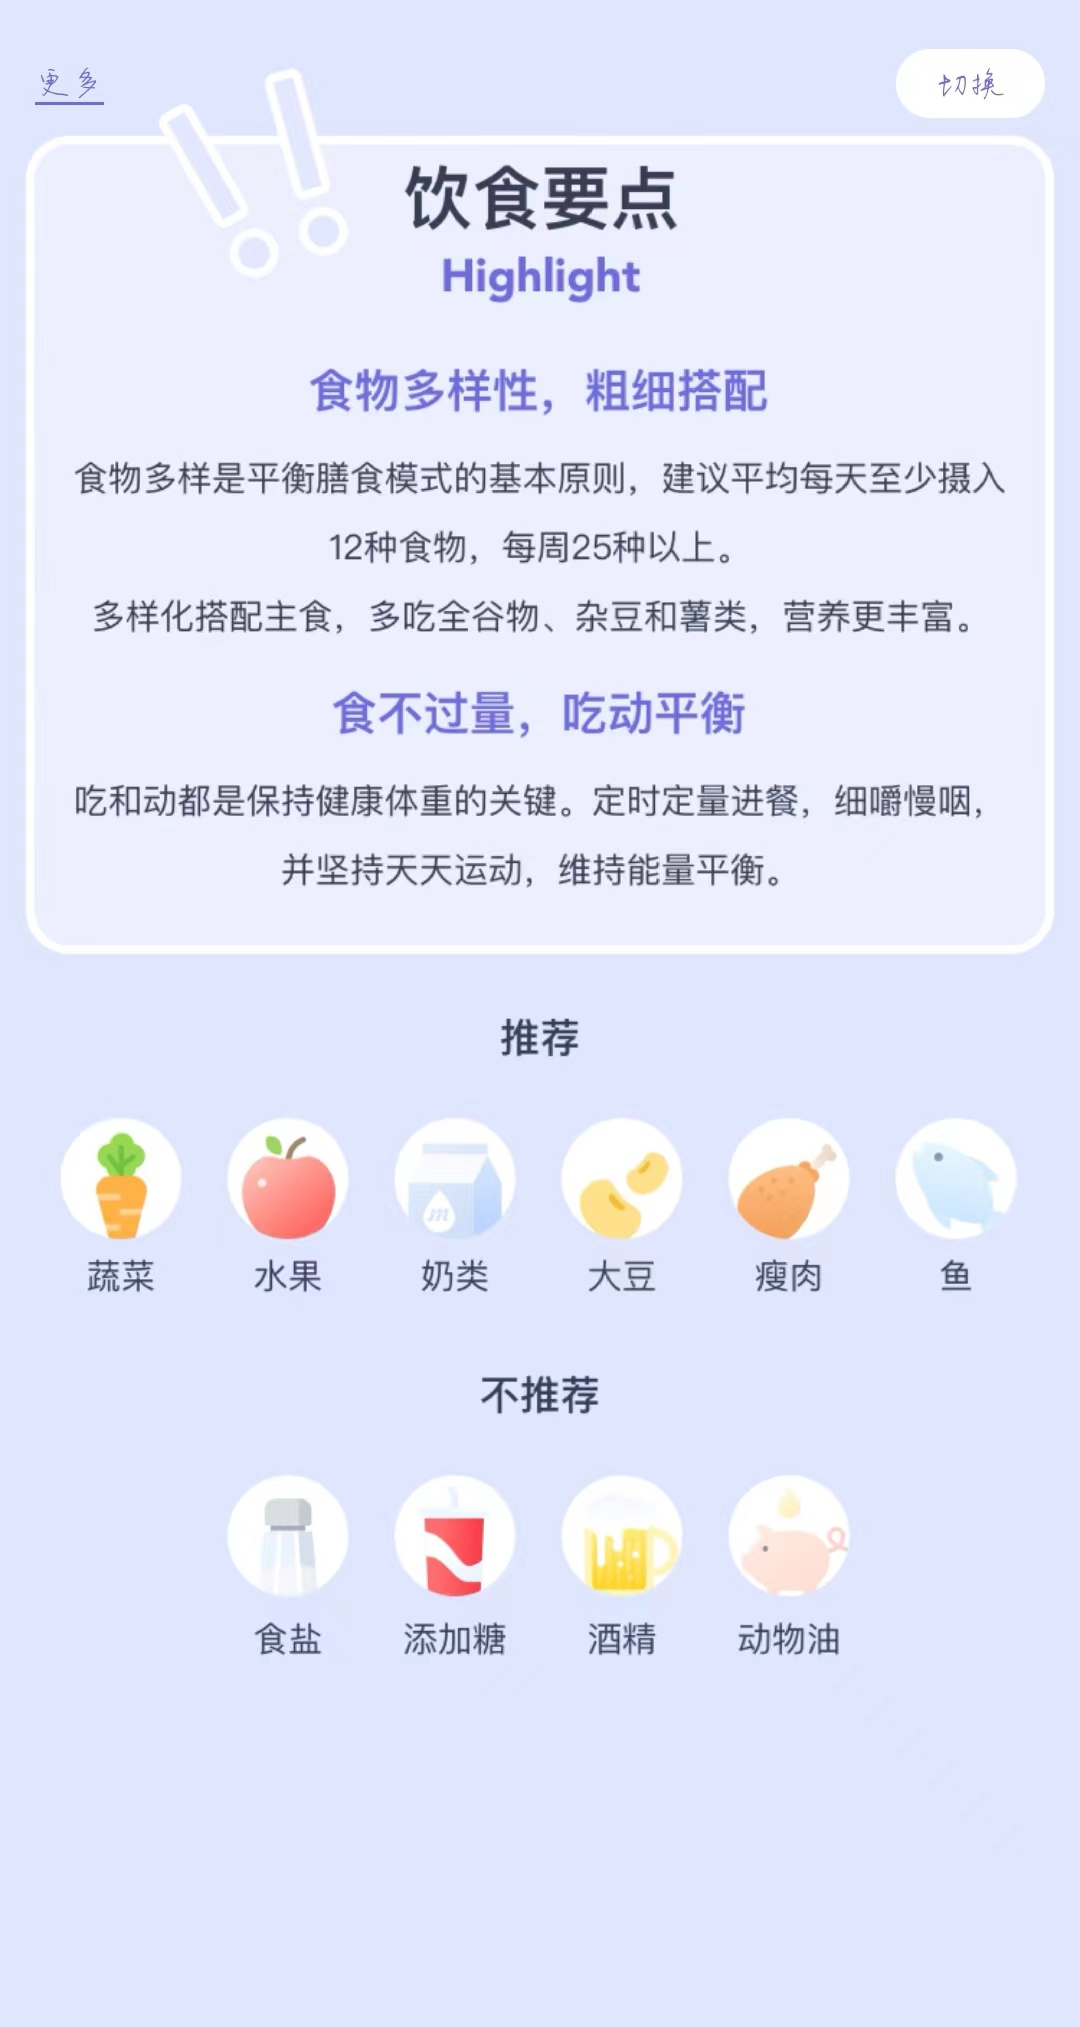 更多
切换
饮食要点
Highlight
食物多样性，粗细搭配
食物多样是平衡膳食模式的基本原则，建议平均每天至少摄入
12种食物，每周25种以上。
多样化搭配主食，多吃全谷物、杂豆和薯类，营养更丰富。
食不过量，吃动平衡
吃和动都是保持健康体重的关键。定时定量进餐，细嚼慢咽，
并坚持天天运动，维持能量平衡。
推荐
m
蔬菜 水果 奶类 大豆 瘦肉 鱼
不推荐
食盐 添加糖 酒精 动物油